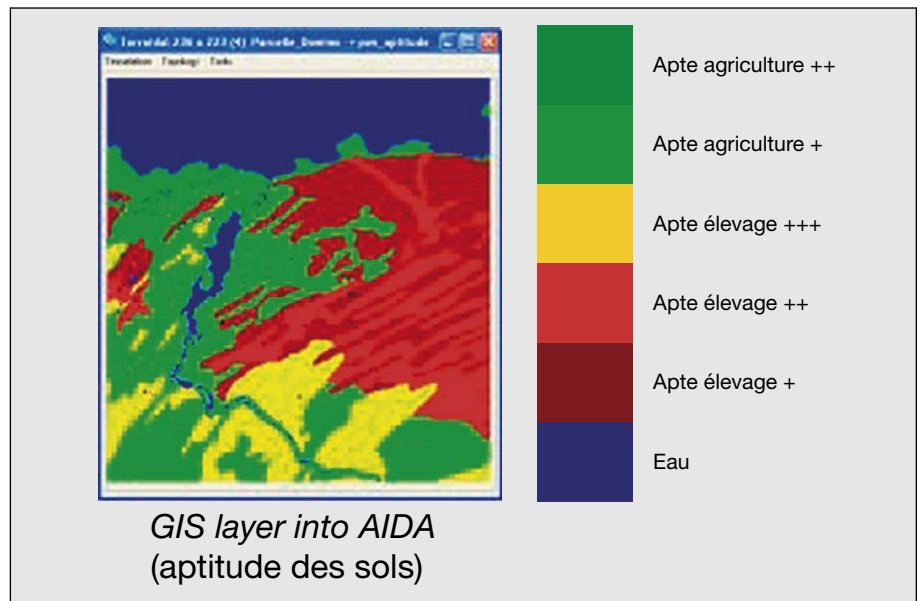 Apte agriculture ++
Apte agriculture +
Apte élevage +++
Apte élevage ++
Apte élevage +
Eau
GIS layer into AIDA
(aptitude des sols)